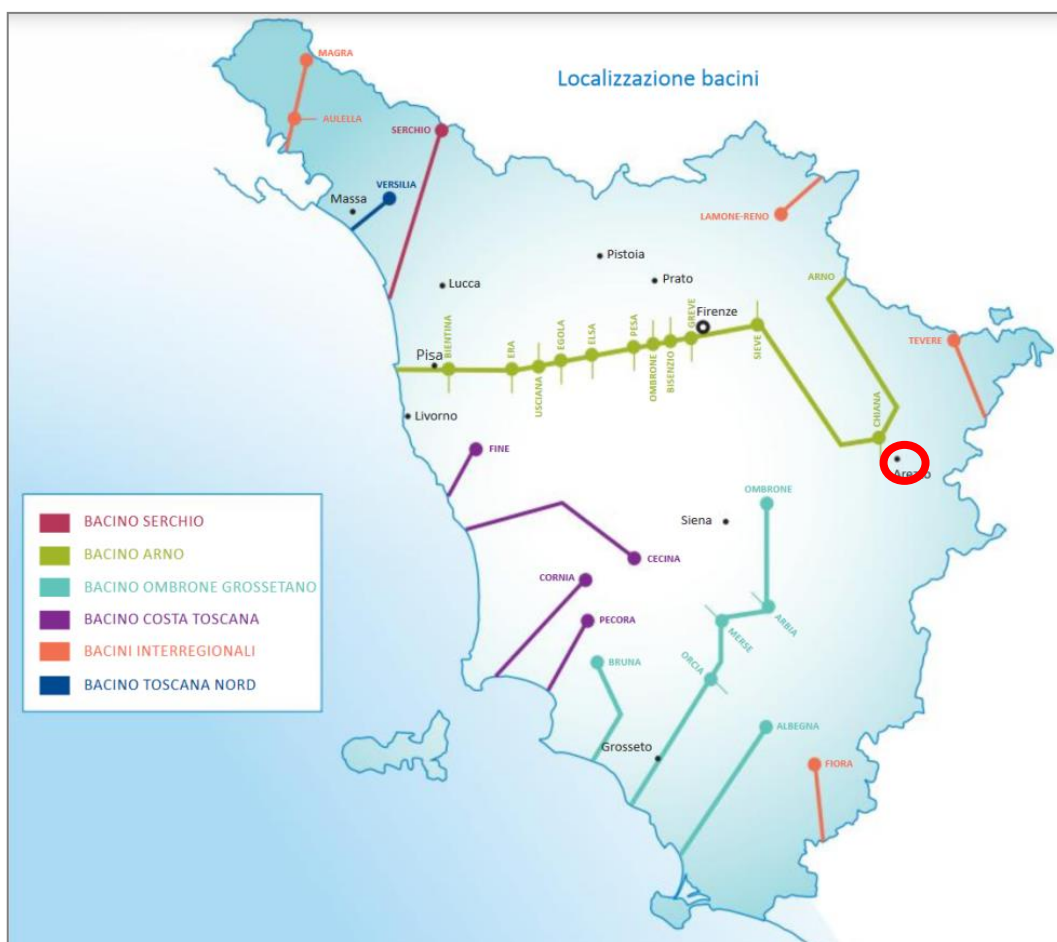 Localizzazione bacini
MAGRA
AULELLA
SERCHIO
VERSILIA
Massa
LAMONE-RENO
Pistoia
Prato
Lucca
ARNO
Firenze
TEVERE
Pisa
BIENTINA
ERA
USCIANA
EGOLA
ELSA
PESA
OMBRONE
BISENZIO
GREVE
SIEVE
CHIANA
Livorno
Arezzo
FINE
OMBRONE
Siena
CECINA
CORNIA
PECORA
ARBIA
MERSE
ORCIA
BRUNA
ALBEGNA
Grosseto
FIORA
BACINO SERCHIO
BACINO ARNO
BACINO OMBRONE GROSSETANO
BACINO COSTA TOSCANA
BACINI INTERREGIONALI
BACINO TOSCANA NORD